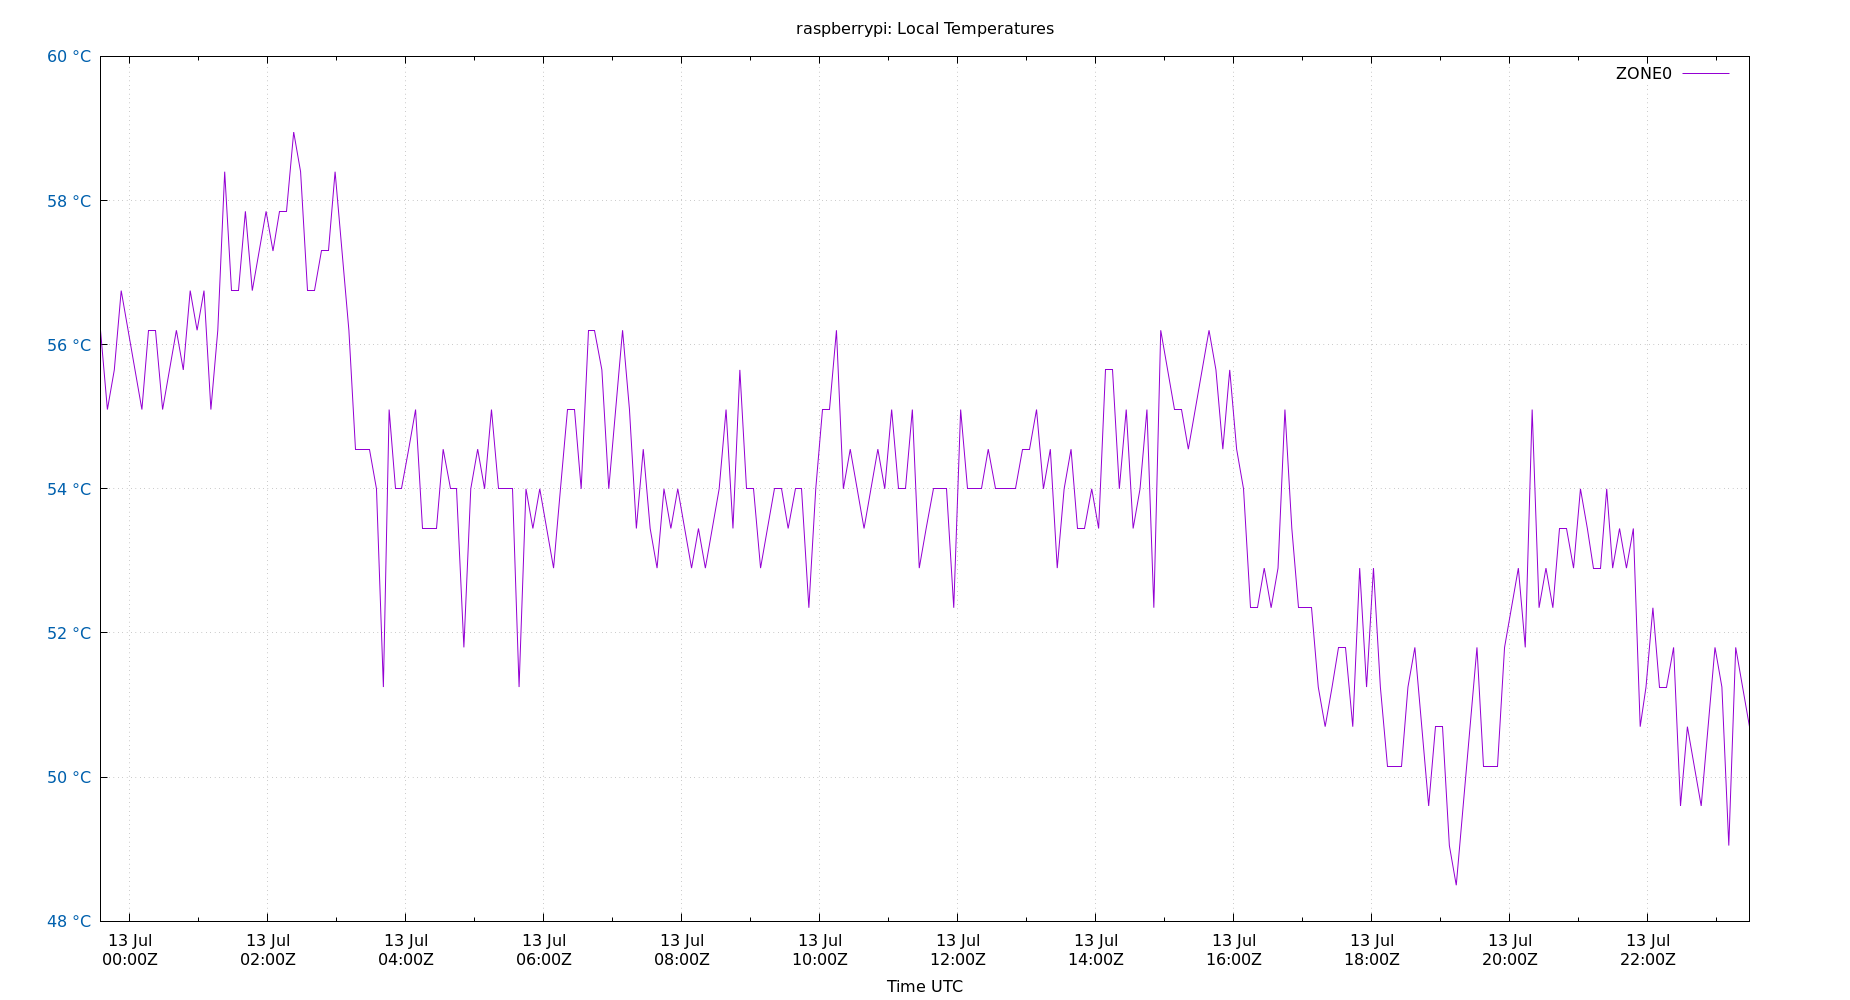 raspberrypi: Local Temperatures
60 °C
ZONE0
58 °C
56 °C
54 °C
52 °C
50 °C
48 °C
13 Jul 13 Jul 13 Jul 13 Jul 13 Jul 13 Jul 13 Jul 13 Jul 13 Jul 13 Jul 13 Jul 13 Jul
00:00Z 02:00Z 04:00Z 06:00Z 08:00Z 10:00Z 12:00Z 14:00Z 16:00Z 18:00Z 20:00Z 22:00Z
Time UTC